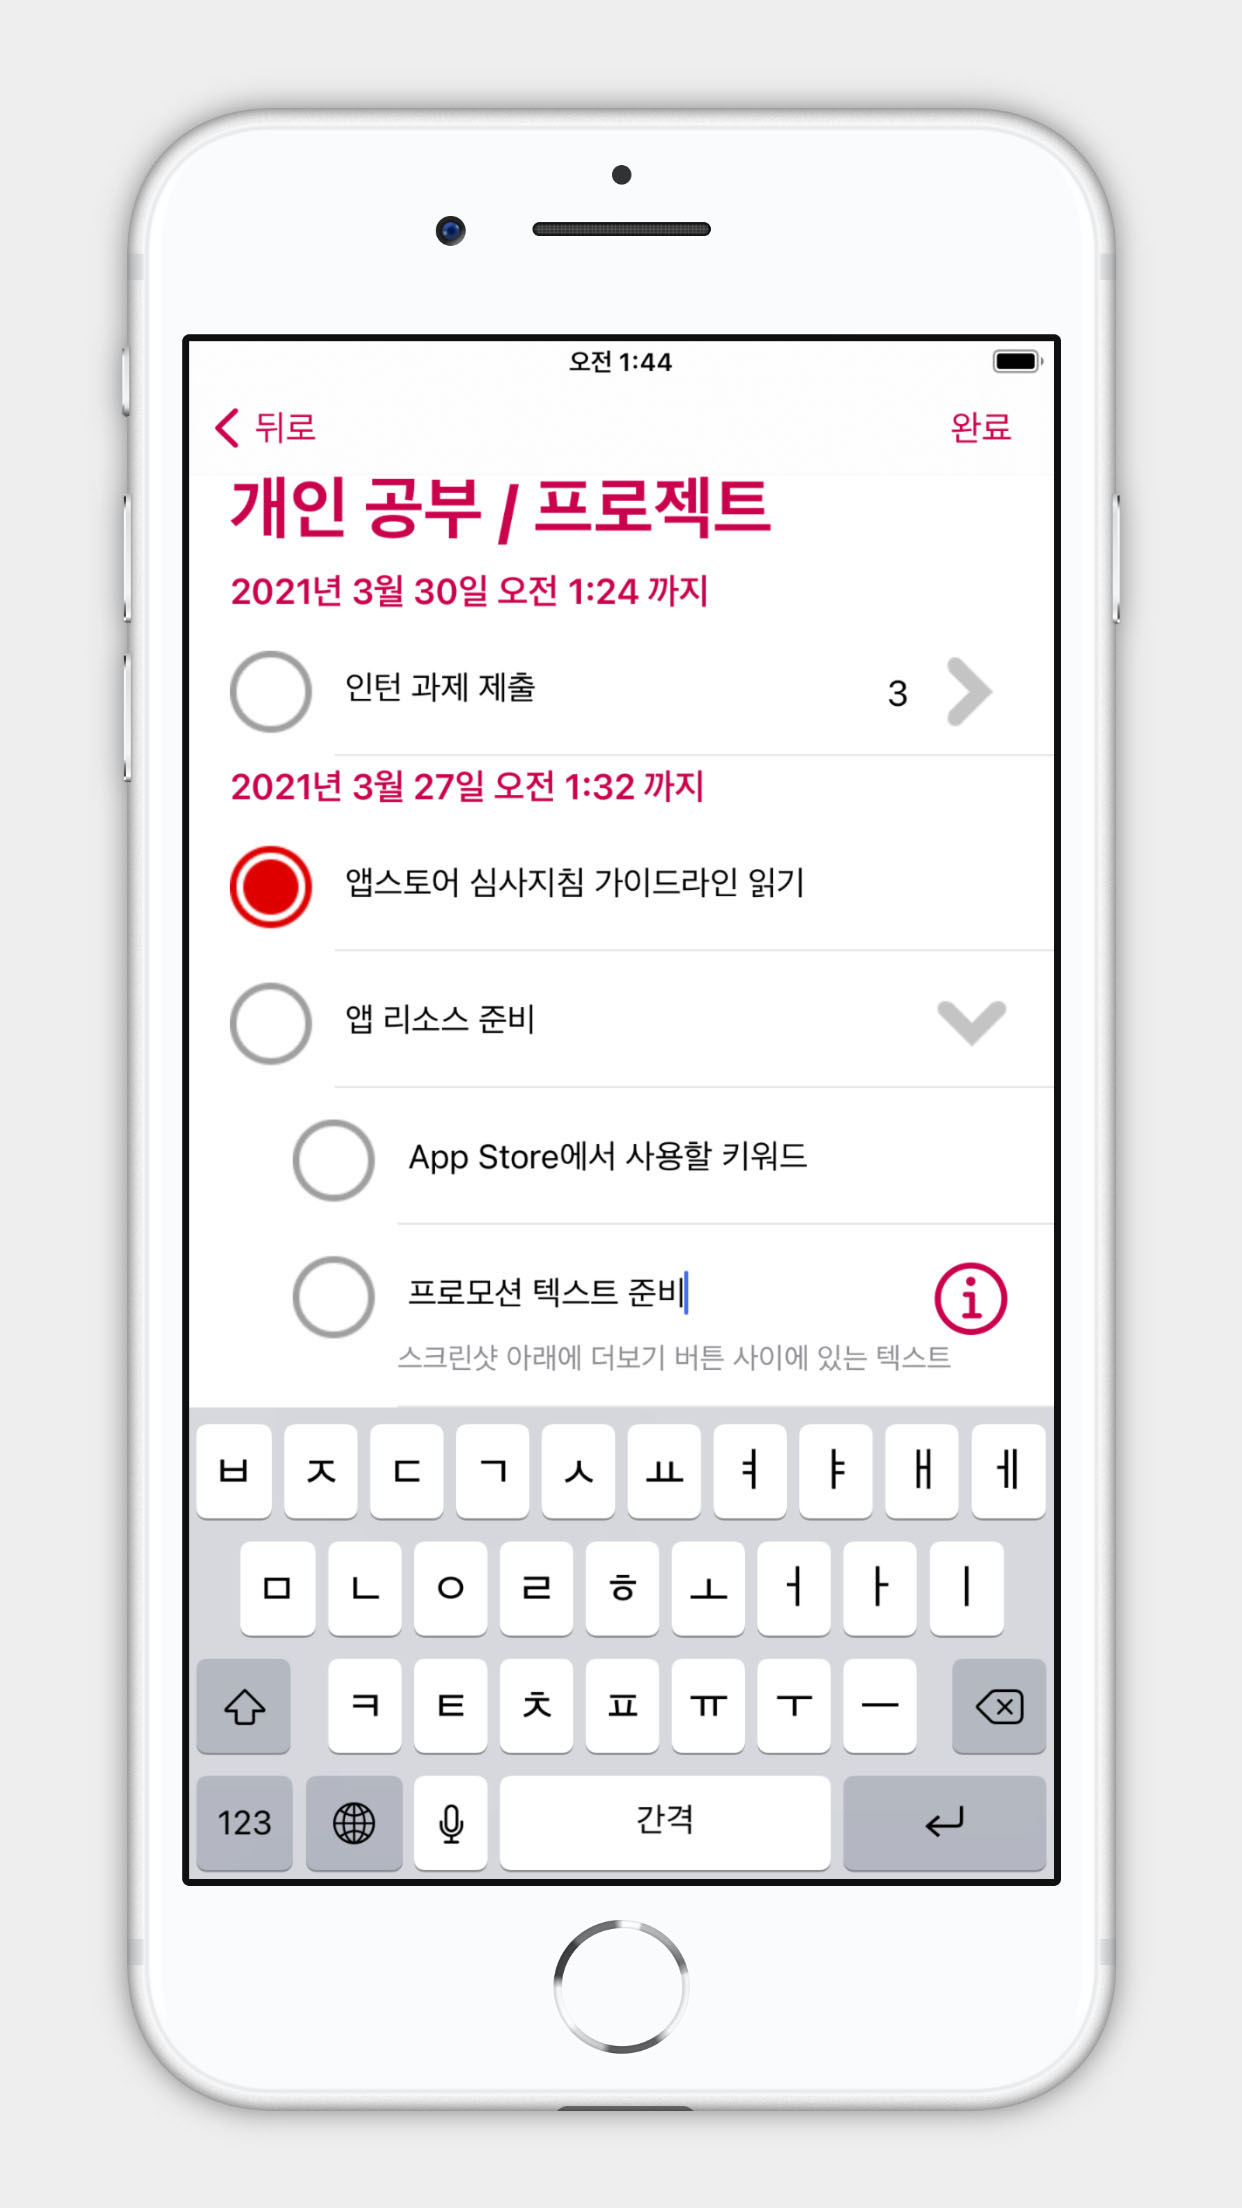 오전 1:44
뒤로 완료
개인 공부 / 프로젝트
2021년 3월 30일 오전 1:24 까지
인턴 과제 제출 3
2021년 3월 27일 오전 1:32 까지
앱스토어 심사지침 가이드라인 읽기
앱 리소스 준비
App Store에서 사용할 키워드
프로모션 텍스트 준비
스크린샷 아래에 더보기 버튼 사이에 있는 텍스트
ㅂ ㅈ ㄷ ㄱ ㅅ ㅛ ㅕ ㅑ ㅐ ㅔ
ㅁ ㄴ ㅇ ㄹ ㅎ ㅗ ㅓ ㅏ ㅣ
ㅋ ㅌ ㅊ ㅍ ㅠ ㅜ ㅡ
123 간격